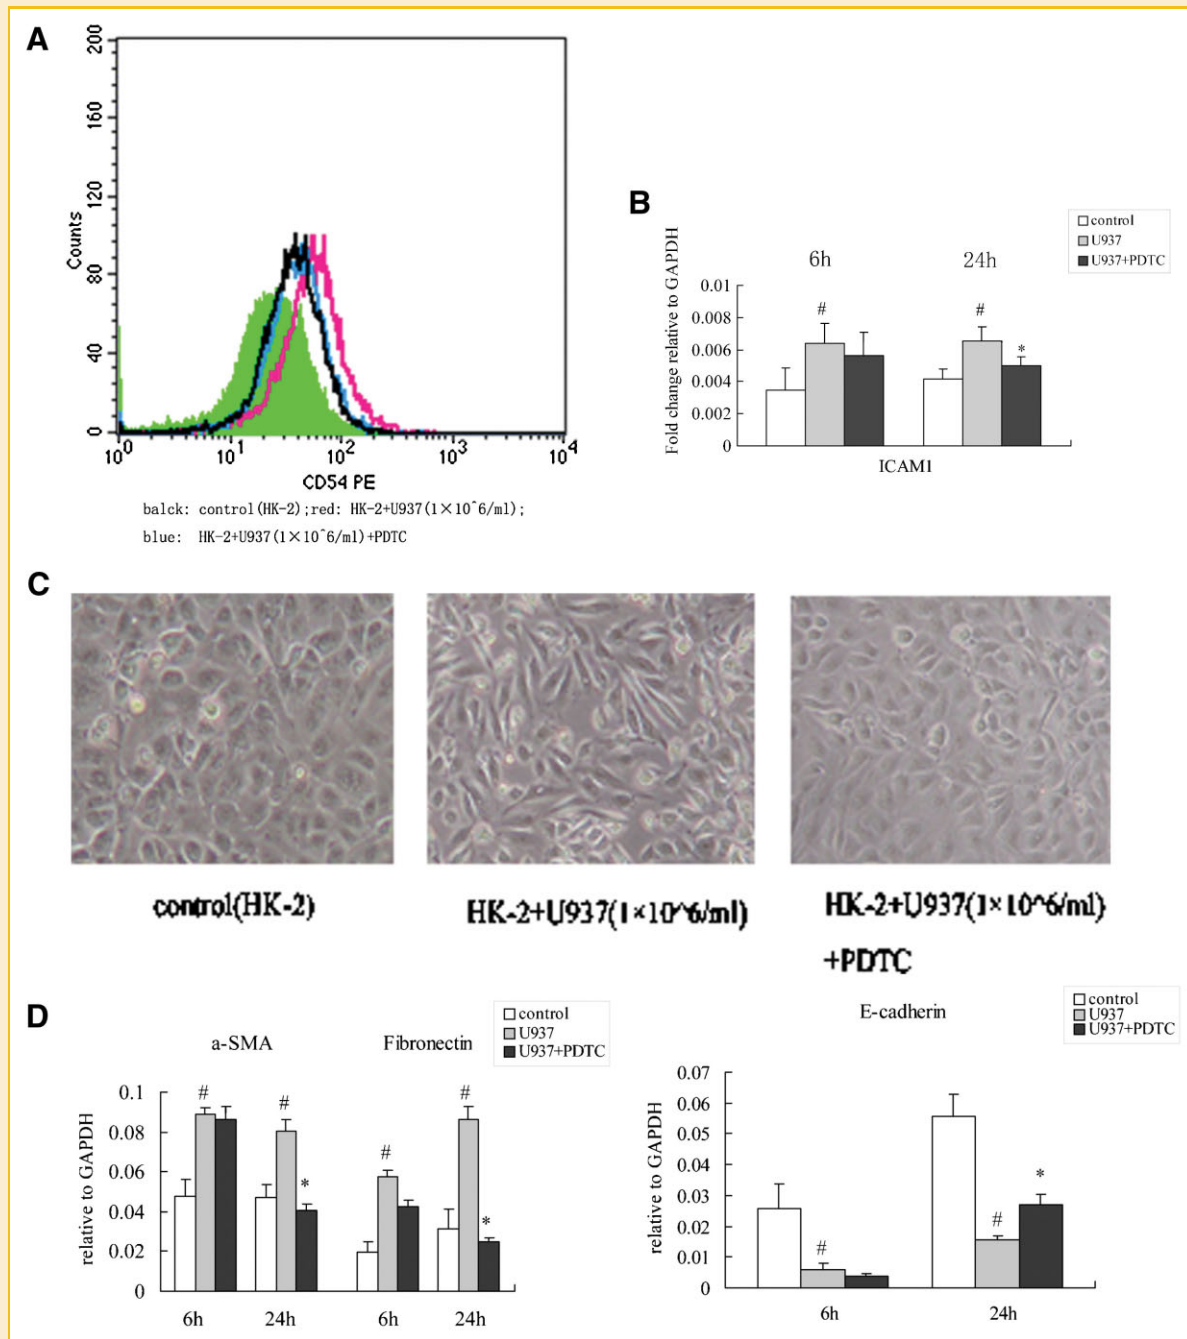 A
200
160
120
80
40
0
Counts
10^0 10^1 10^2 10^3 10^4
CD54 PE
balck: control(HK-2);red: HK-2+U937(1×10^6/ml);
blue: HK-2+U937(1×10^6/ml)+PDTC
B
control
U937
U937+PDTC
6h 24h
Fold change relative to GAPDH
0.01
0.008
0.006
0.004
0.002
0
# # *
ICAM1
C
control(HK-2)
HK-2+U937(1×10^6/ml)
HK-2+U937(1×10^6/ml)
+PDTC
D
control
U937
U937+PDTC
a-SMA Fibronectin
relative to GAPDH
0.1
0.08
0.06
0.04
0.02
0
# # * # # *
6h 24h 6h 24h
E-cadherin
control
U937
U937+PDTC
relative to GAPDH
0.07
0.06
0.05
0.04
0.03
0.02
0.01
0
# # *
6h 24h